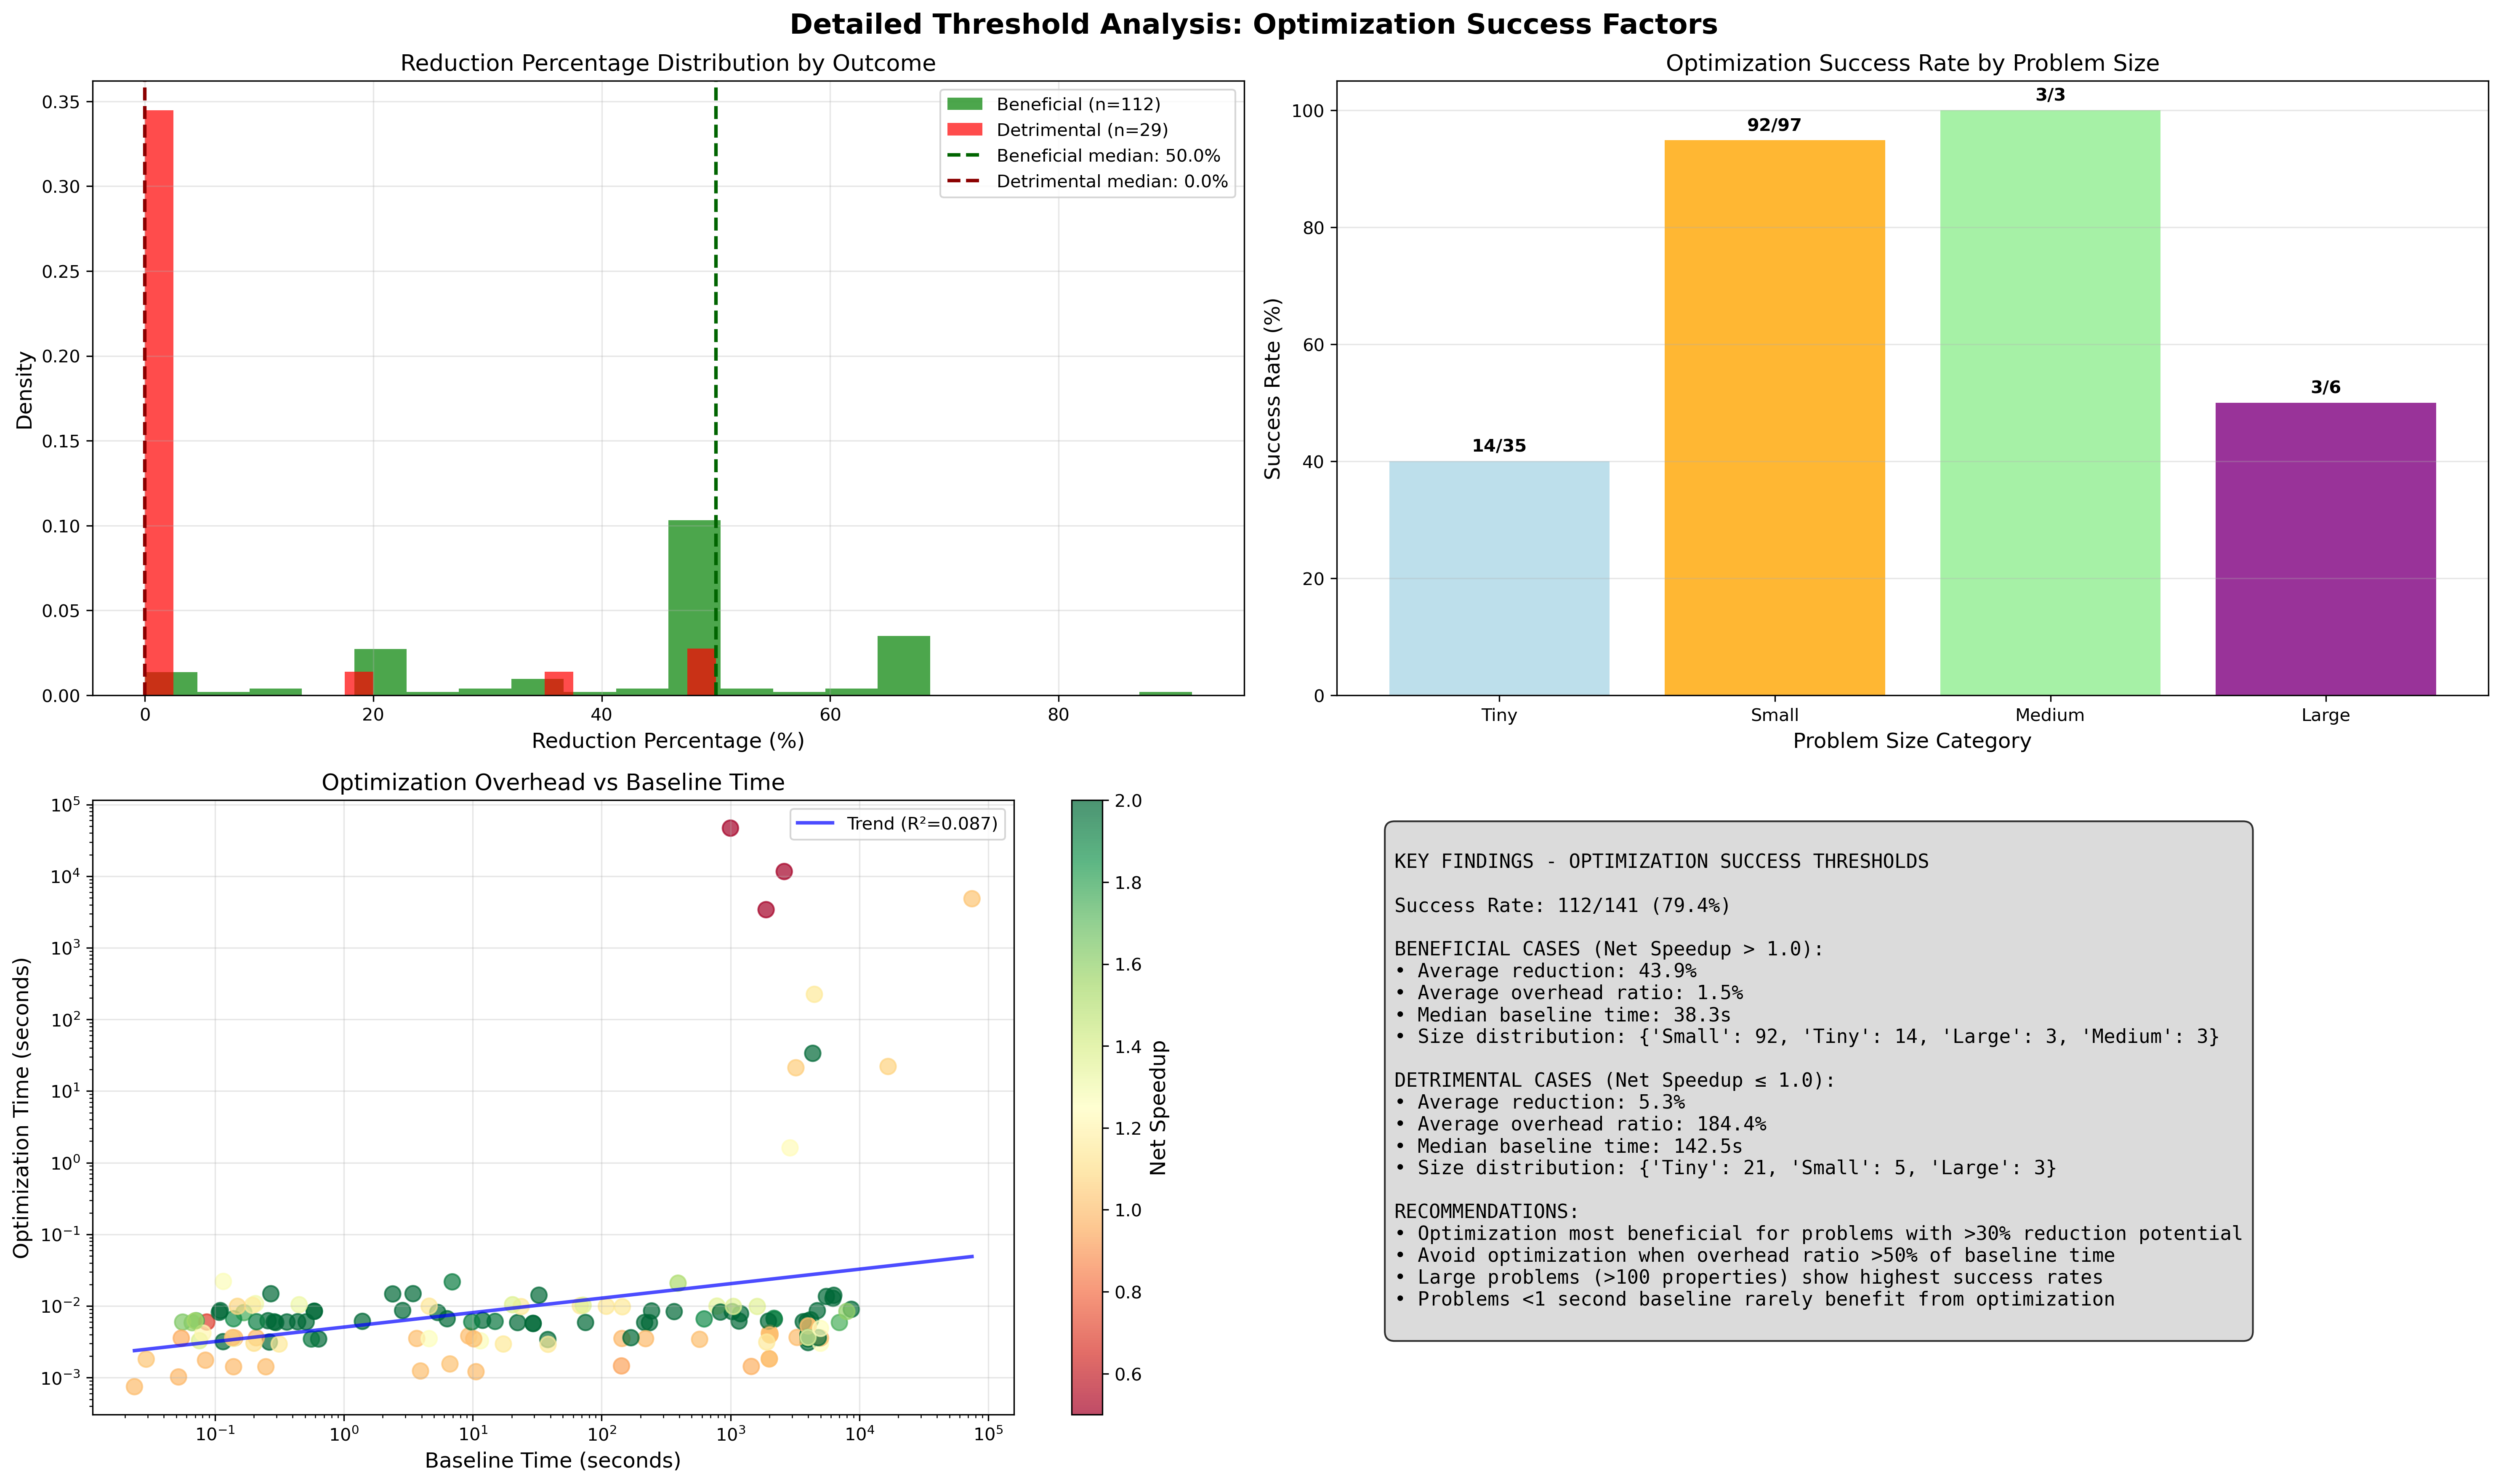 Detailed Threshold Analysis: Optimization Success Factors
Reduction Percentage Distribution by Outcome
Density
0.35
0.30
0.25
0.20
0.15
0.10
0.05
0.00
0
20
40
60
80
Reduction Percentage (%)
Beneficial (n=112)
Detrimental (n=29)
Beneficial median: 50.0%
Detrimental median: 0.0%
Optimization Success Rate by Problem Size
Success Rate (%)
100
80
60
40
20
0
14/35
92/97
3/3
3/6
Tiny
Small
Medium
Large
Problem Size Category
Optimization Overhead vs Baseline Time
Optimization Time (seconds)
10⁵
10⁴
10³
10²
10¹
10⁰
10⁻¹
10⁻²
10⁻³
10⁻¹
10⁰
10¹
10²
10³
10⁴
10⁵
Baseline Time (seconds)
Trend (R²=0.087)
2.0
1.8
1.6
1.4
1.2
1.0
0.8
0.6
Net Speedup
KEY FINDINGS - OPTIMIZATION SUCCESS THRESHOLDS
Success Rate: 112/141 (79.4%)
BENEFICIAL CASES (Net Speedup > 1.0):
• Average reduction: 43.9%
• Average overhead ratio: 1.5%
• Median baseline time: 38.3s
• Size distribution: {'Small': 92, 'Tiny': 14, 'Large': 3, 'Medium': 3}
DETRIMENTAL CASES (Net Speedup ≤ 1.0):
• Average reduction: 5.3%
• Average overhead ratio: 184.4%
• Median baseline time: 142.5s
• Size distribution: {'Tiny': 21, 'Small': 5, 'Large': 3}
RECOMMENDATIONS:
• Optimization most beneficial for problems with >30% reduction potential
• Avoid optimization when overhead ratio >50% of baseline time
• Large problems (>100 properties) show highest success rates
• Problems <1 second baseline rarely benefit from optimization